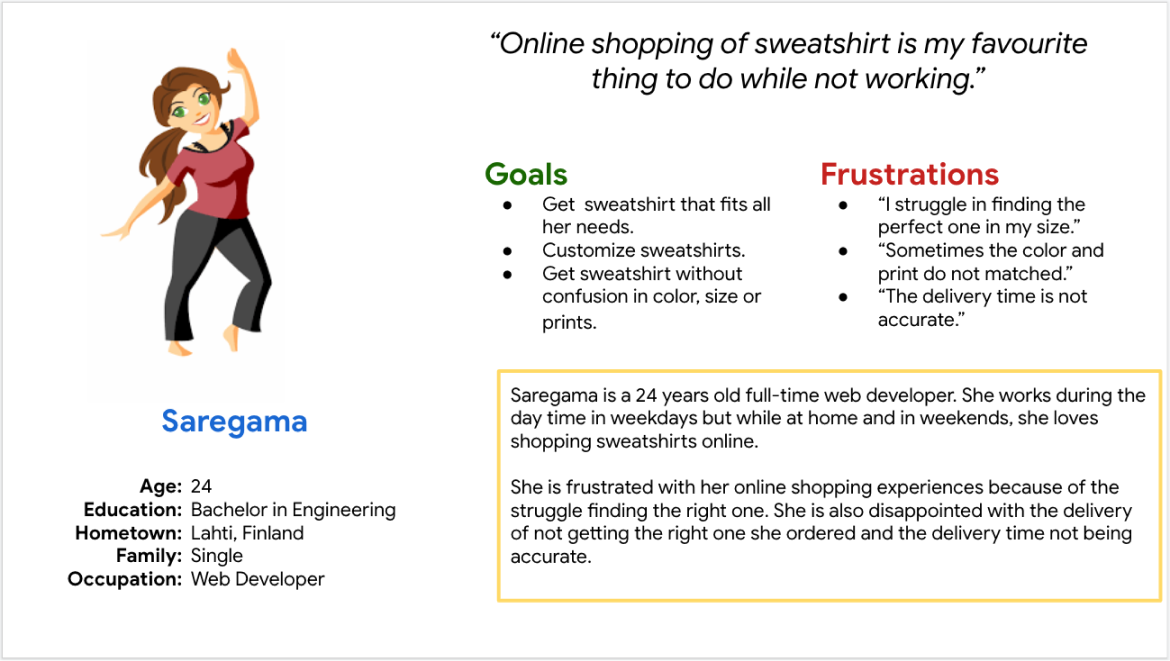 “Online shopping of sweatshirt is my favourite
thing to do while not working.”
Goals
● Get  sweatshirt that fits all
her needs.
● Customize sweatshirts.
● Get sweatshirt without
confusion in color, size or
prints.
Frustrations
● “I struggle in finding the
perfect one in my size.”
● “Sometimes the color and
print do not matched.”
● “The delivery time is not
accurate.”
Saregama
Age: 24
Education: Bachelor in Engineering
Hometown: Lahti, Finland
Family: Single
Occupation: Web Developer
Saregama is a 24 years old full-time web developer. She works during the
day time in weekdays but while at home and in weekends, she loves
shopping sweatshirts online.
She is frustrated with her online shopping experiences because of the
struggle finding the right one. She is also disappointed with the delivery
of not getting the right one she ordered and the delivery time not being
accurate.